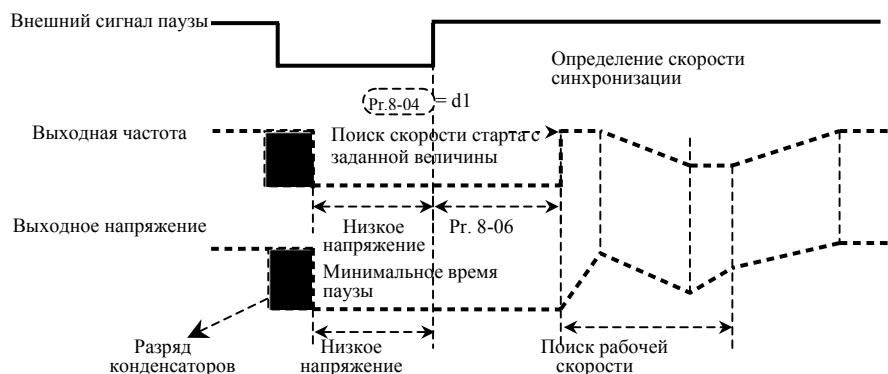 Внешний сигнал паузы
Определение скорости
синхронизации
Pr.8-04 = d1
Выходная частота
Поиск скорости старта с
заданной величины
Выходное напряжение
Низкое
напряжение
Pr. 8-06
Минимальное время
паузы
Разряд
конденсаторов
Низкое
напряжение
Поиск рабочей
скорости